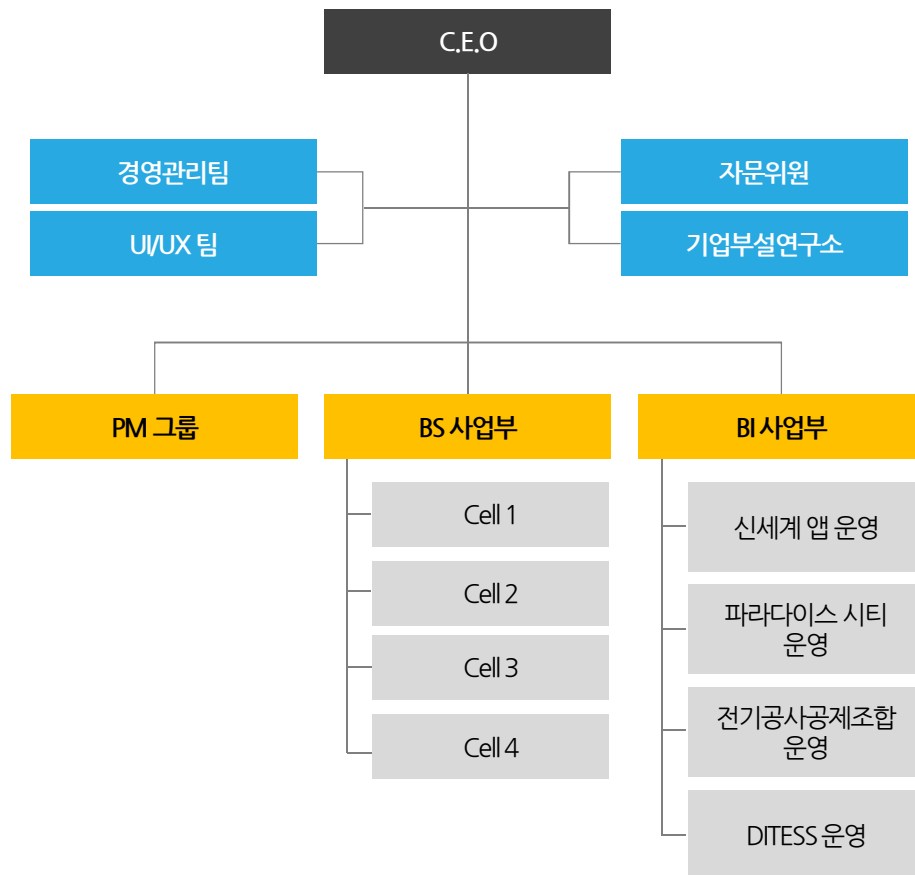 C.E.O
경영관리팀
자문위원
UI/UX 팀
기업부설연구소
PM 그룹
BS 사업부
BI 사업부
Cell 1
Cell 2
Cell 3
Cell 4
신세계 앱 운영
파라다이스 시티
운영
전기공사공제조합
운영
DITESS 운영